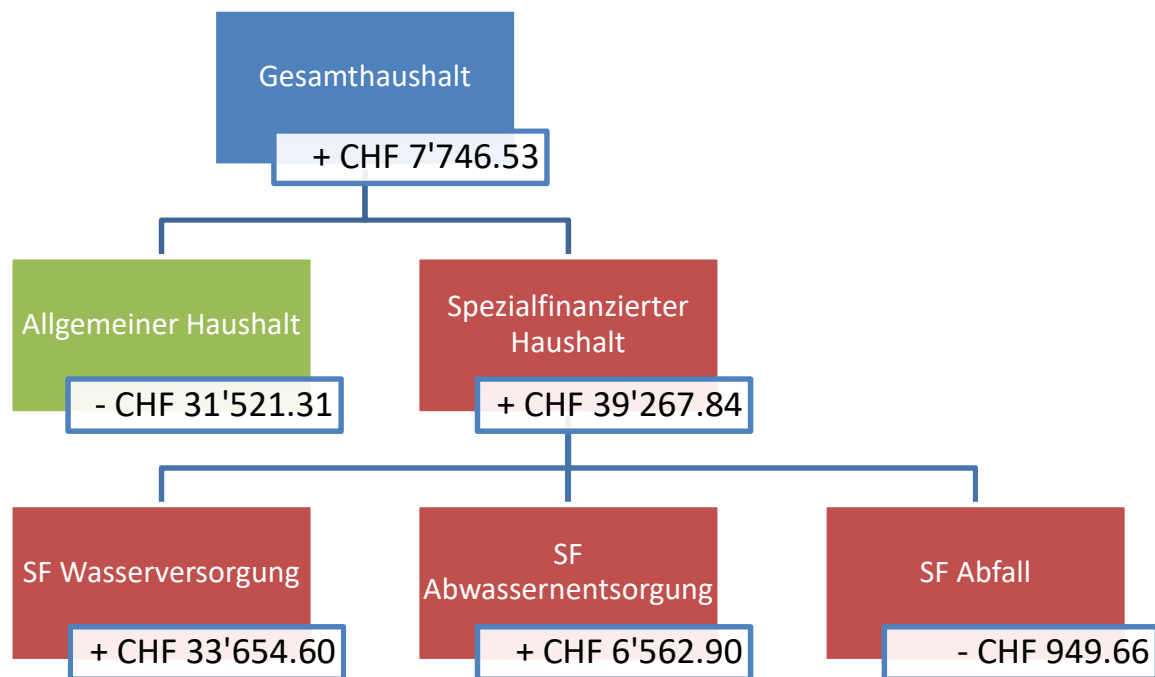 Gesamthaushalt
+ CHF 7'746.53
Allgemeiner Haushalt
- CHF 31'521.31
Spezialfinanzierter
Haushalt
+ CHF 39'267.84
SF Wasserversorgung
+ CHF 33'654.60
SF
Abwassernentsorgung
+ CHF 6'562.90
SF Abfall
- CHF 949.66